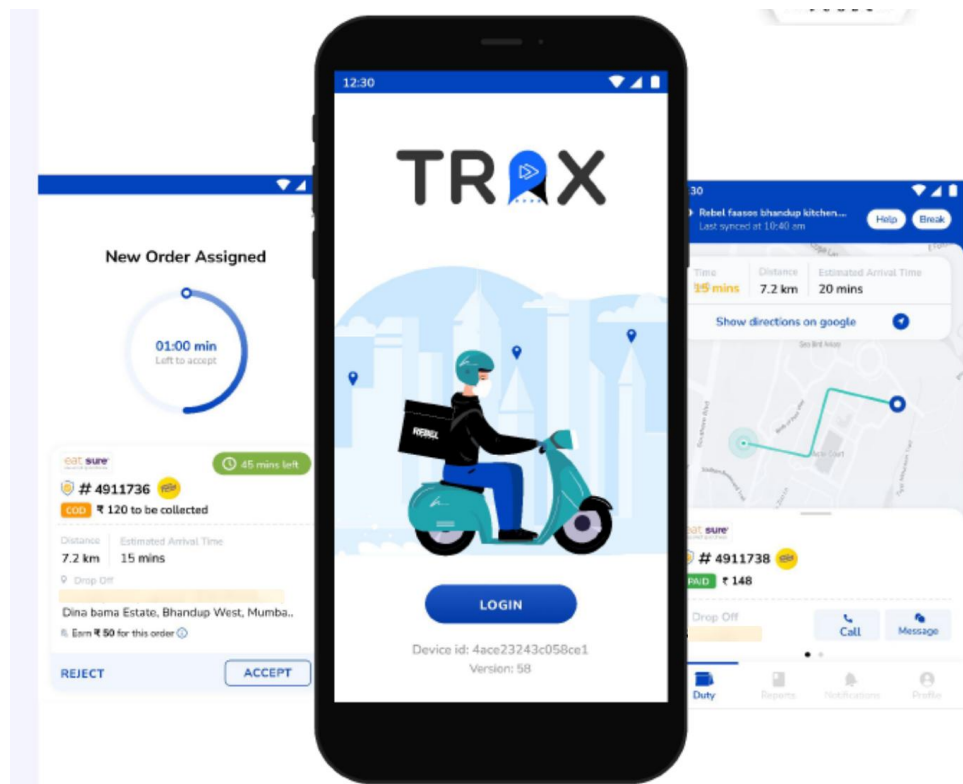 New Order Assigned
01:00 min
Left to accept
eat sure
45 mins left
# 4911736
COD ₹ 120 to be collected
Distance
Estimated Arrival Time
7.2 km
15 mins
Drop Off
Dina bama Estate, Bhandup West, Mumba..
Earn ₹ 50 for this order
REJECT
ACCEPT
12:30
TRAX
REBEL
LOGIN
Device id: 4ace23243c058ce1
Version: 58
:30
Rebel faasos bhandup kitchen....
Last synced at 10:40 am
Help
Break
Time
Distance
Estimated Arrival Time
15 mins
7.2 km
20 mins
Show directions on google
eat sure
# 4911738
PAID ₹ 148
Drop Off
Call
Message
Duty
Reports
Notifications
Profile